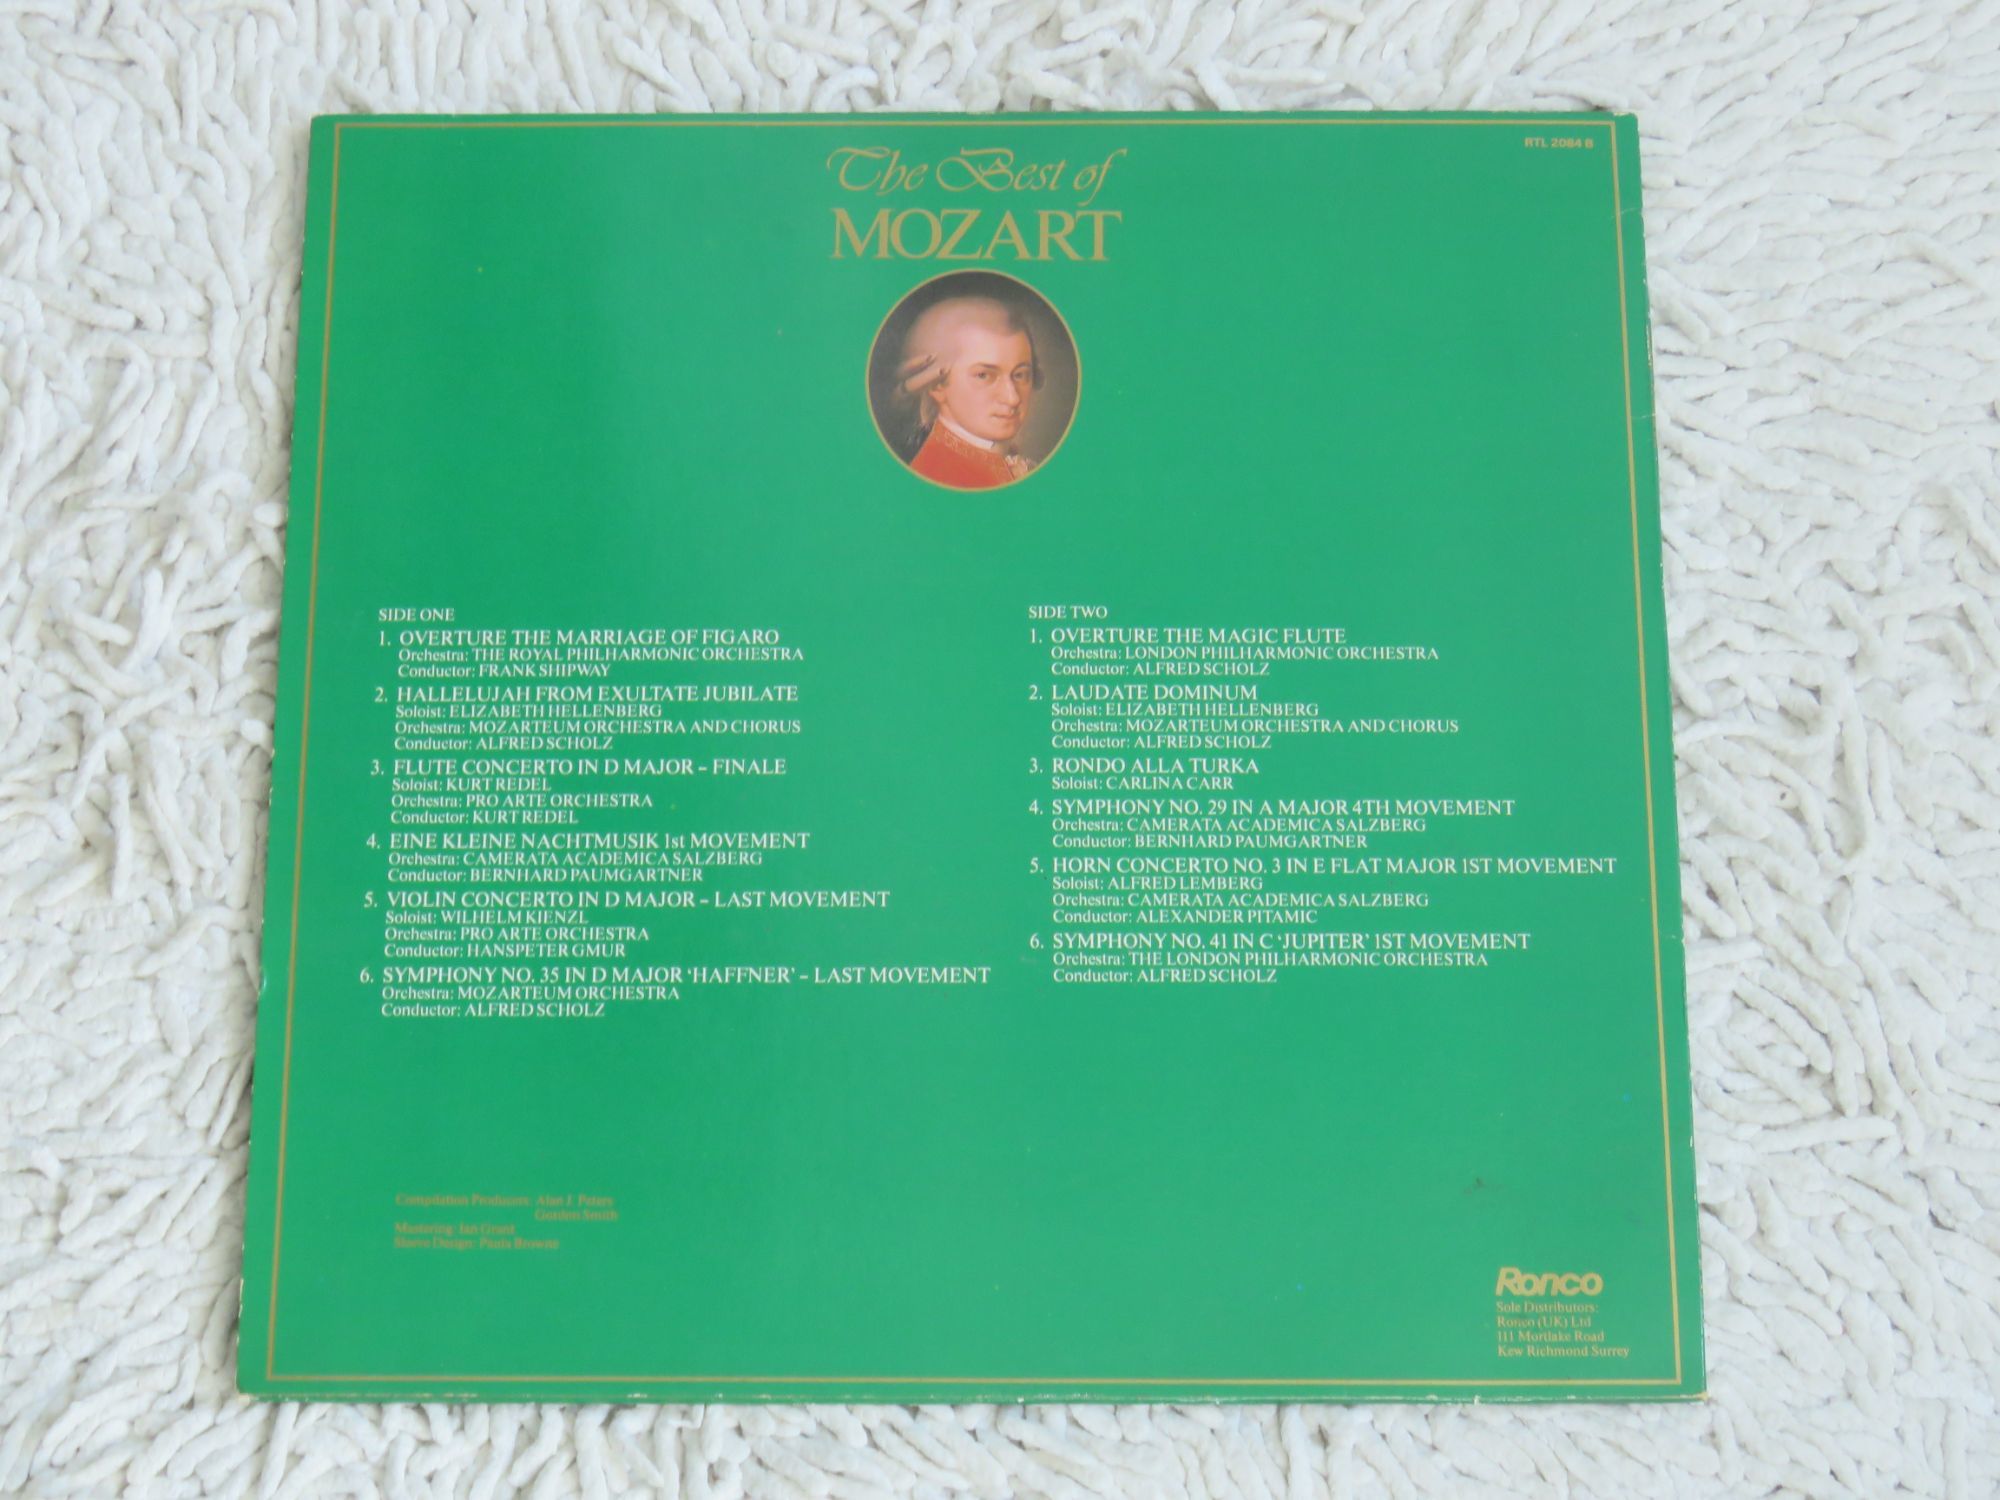 RTL 2084 B
The Best of
MOZART
SIDE ONE
1. OVERTURE THE MARRIAGE OF FIGARO
Orchestra: THE ROYAL PHILHARMONIC ORCHESTRA
Conductor: FRANK SHIPWAY
2. HALLELUJAH FROM EXULTATE JUBILATE
Soloist: ELIZABETH HELLENBERG
Orchestra: MOZARTEUM ORCHESTRA AND CHORUS
Conductor: ALFRED SCHOLZ
3. FLUTE CONCERTO IN D MAJOR – FINALE
Soloist: KURT REDEL
Orchestra: PRO ARTE ORCHESTRA
Conductor: KURT REDEL
4. EINE KLEINE NACHTMUSIK 1st MOVEMENT
Orchestra: CAMERATA ACADEMICA SALZBERG
Conductor: BERNHARD PAUMGARTNER
5. VIOLIN CONCERTO IN D MAJOR – LAST MOVEMENT
Soloist: WILHELM KIENZL
Orchestra: PRO ARTE ORCHESTRA
Conductor: HANSPETER GMUR
6. SYMPHONY NO. 35 IN D MAJOR ‘HAFFNER’ – LAST MOVEMENT
Orchestra: MOZARTEUM ORCHESTRA
Conductor: ALFRED SCHOLZ
SIDE TWO
1. OVERTURE THE MAGIC FLUTE
Orchestra: LONDON PHILHARMONIC ORCHESTRA
Conductor: ALFRED SCHOLZ
2. LAUDATE DOMINUM
Soloist: ELIZABETH HELLENBERG
Orchestra: MOZARTEUM ORCHESTRA AND CHORUS
Conductor: ALFRED SCHOLZ
3. RONDO ALLA TURKA
Soloist: CARLINA CARR
4. SYMPHONY NO. 29 IN A MAJOR 4TH MOVEMENT
Orchestra: CAMERATA ACADEMICA SALZBERG
Conductor: BERNHARD PAUMGARTNER
5. HORN CONCERTO NO. 3 IN E FLAT MAJOR 1ST MOVEMENT
Soloist: ALFRED LEMBERG
Orchestra: CAMERATA ACADEMICA SALZBERG
Conductor: ALEXANDER PITAMIC
6. SYMPHONY NO. 41 IN C ‘JUPITER’ 1ST MOVEMENT
Orchestra: THE LONDON PHILHARMONIC ORCHESTRA
Conductor: ALFRED SCHOLZ
Compilation Producers: Alan J. Peters
Gordon Smith
Mastering: Ian Grant
Sleeve Design: Paula Browne
Ronco
Sole Distributors:
Ronco (UK) Ltd
111 Mortlake Road
Kew Richmond Surrey